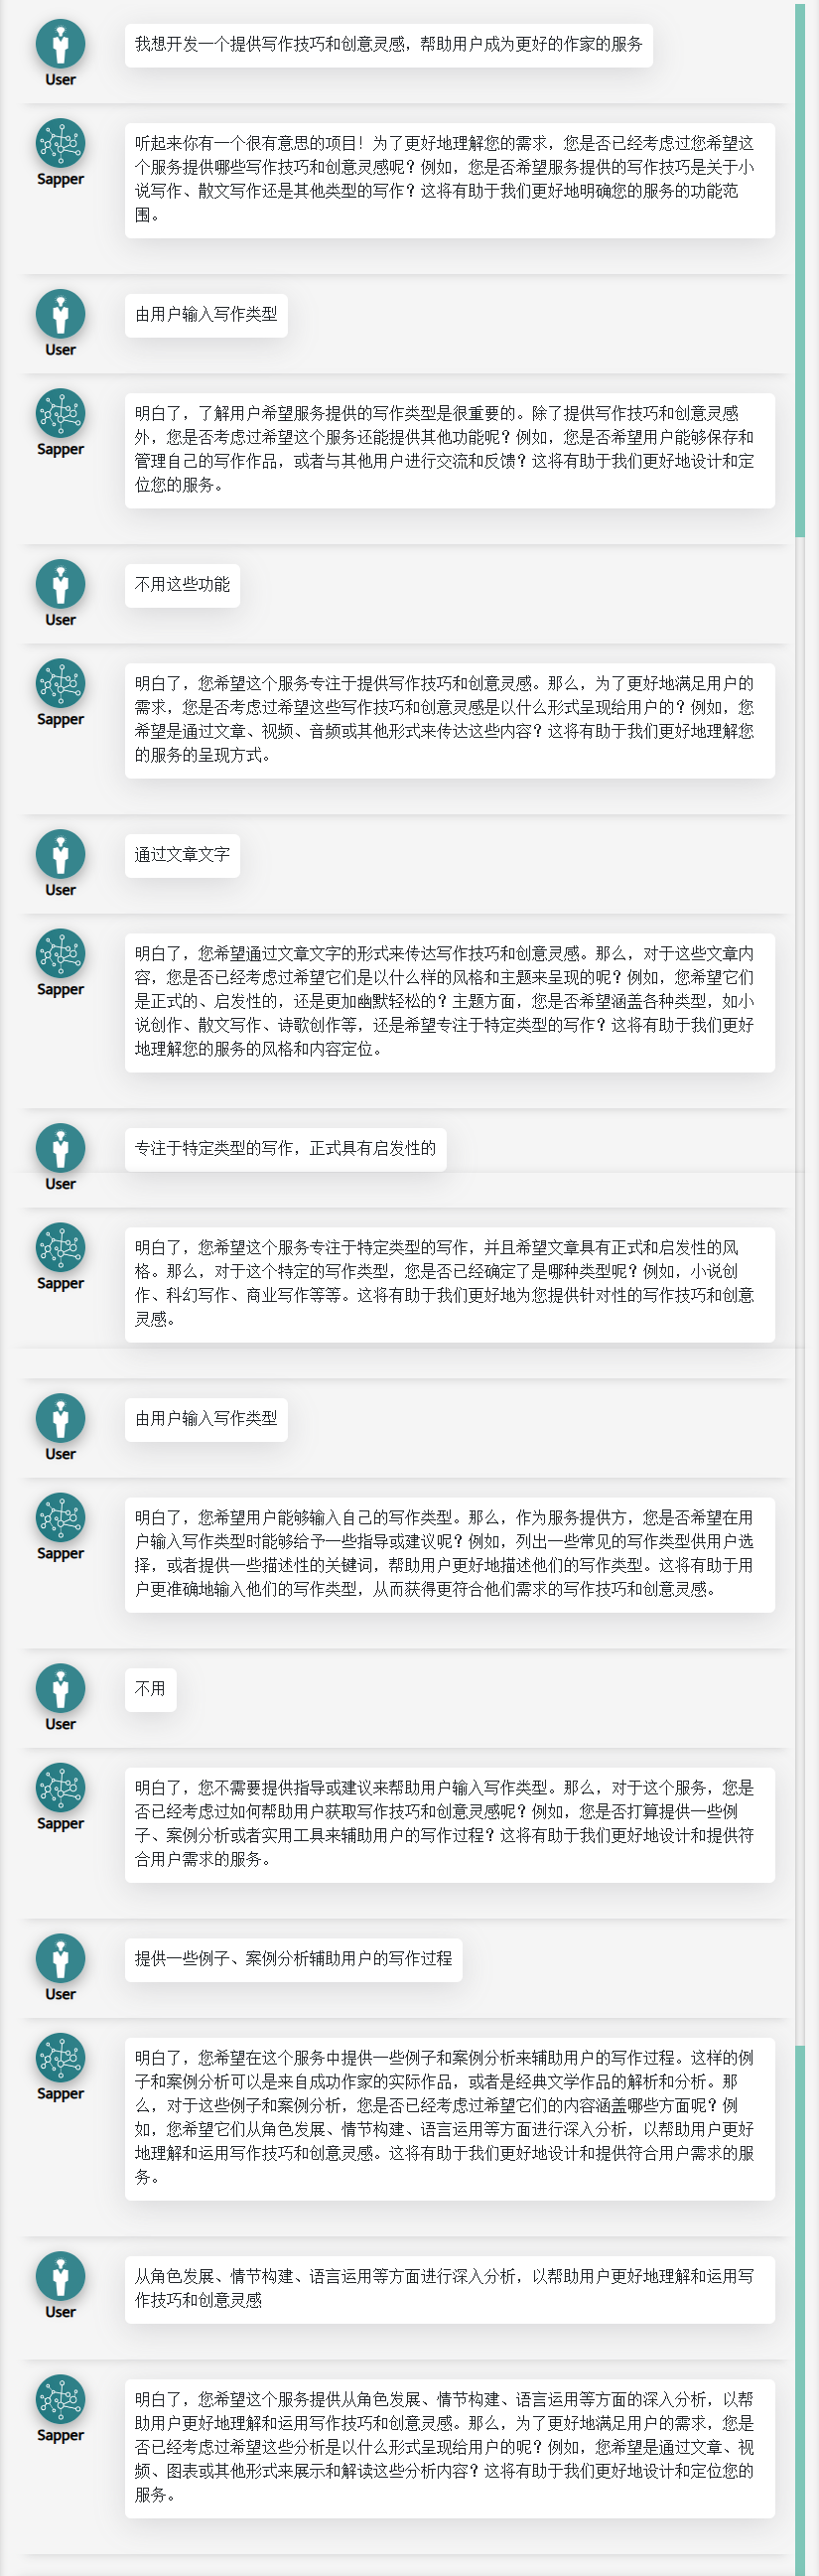 我想开发一个提供写作技巧和创意灵感，帮助用户成为更好的作家的服务
User
听起来你有一个很有意思的项目！为了更好地理解您的需求，您是否已经考虑过您希望这
个服务提供哪些写作技巧和创意灵感呢？例如，您是否希望服务提供的写作技巧是关于小
说写作、散文写作还是其他类型的写作？这将有助于我们更好地明确您的服务的功能范
围。
Sapper
由用户输入写作类型
User
明白了，了解用户希望服务提供的写作类型是很重要的。除了提供写作技巧和创意灵感
外，您是否考虑过希望这个服务还能提供其他功能呢？例如，您是否希望用户能够保存和
管理自己的写作作品，或者与其他用户进行交流和反馈？这将有助于我们更好地设计和定
位您的服务。
Sapper
不用这些功能
User
明白了，您希望这个服务专注于提供写作技巧和创意灵感。那么，为了更好地满足用户的
需求，您是否考虑过希望这些写作技巧和创意灵感是以什么形式呈现给用户的？例如，您
希望是通过文章、视频、音频或其他形式来传达这些内容？这将有助于我们更好地理解您
的服务的呈现方式。
Sapper
通过文章文字
User
明白了，您希望通过文章文字的形式来传达写作技巧和创意灵感。那么，对于这些文章内
容，您是否已经考虑过希望它们是以什么样的风格和主题来呈现的呢？例如，您希望它们
是正式的、启发性的，还是更加幽默轻松的？主题方面，您是否希望涵盖各种类型，如小
说创作、散文写作、诗歌创作等，还是希望专注于特定类型的写作？这将有助于我们更好
地理解您的服务的风格和内容定位。
Sapper
专注于特定类型的写作，正式具有启发性的
User
明白了，您希望这个服务专注于特定类型的写作，并且希望文章具有正式和启发性的风
格。那么，对于这个特定的写作类型，您是否已经确定了是哪种类型呢？例如，小说创
作、科幻写作、商业写作等等。这将有助于我们更好地为您提供针对性的写作技巧和创意
灵感。
Sapper
由用户输入写作类型
User
明白了，您希望用户能够输入自己的写作类型。那么，作为服务提供方，您是否希望在用
户输入写作类型时能够给予一些指导或建议呢？例如，列出一些常见的写作类型供用户选
择，或者提供一些描述性的关键词，帮助用户更好地描述他们的写作类型。这将有助于用
户更准确地输入他们的写作类型，从而获得更符合他们需求的写作技巧和创意灵感。
Sapper
不用
User
明白了，您不需要提供指导或建议来帮助用户输入写作类型。那么，对于这个服务，您是
否已经考虑过如何帮助用户获取写作技巧和创意灵感呢？例如，您是否打算提供一些例
子、案例分析或者实用工具来辅助用户的写作过程？这将有助于我们更好地设计和提供符
合用户需求的服务。
Sapper
提供一些例子、案例分析辅助用户的写作过程
User
明白了，您希望在这个服务中提供一些例子和案例分析来辅助用户的写作过程。这样的例
子和案例分析可以是来自成功作家的实际作品，或者是经典文学作品的解析和分析。那
么，对于这些例子和案例分析，您是否已经考虑过希望它们的内容涵盖哪些方面呢？例
如，您希望它们从角色发展、情节构建、语言运用等方面进行深入分析，以帮助用户更好
地理解和运用写作技巧和创意灵感。这将有助于我们更好地设计和提供符合用户需求的服
务。
Sapper
从角色发展、情节构建、语言运用等方面进行深入分析，以帮助用户更好地理解和运用写
作技巧和创意灵感
User
明白了，您希望这个服务提供从角色发展、情节构建、语言运用等方面的深入分析，以帮
助用户更好地理解和运用写作技巧和创意灵感。那么，为了更好地满足用户的需求，您是
否已经考虑过希望这些分析是以什么形式呈现给用户的呢？例如，您希望是通过文章、视
频、图表或其他形式来展示和解读这些分析内容？这将有助于我们更好地设计和定位您的
服务。
Sapper